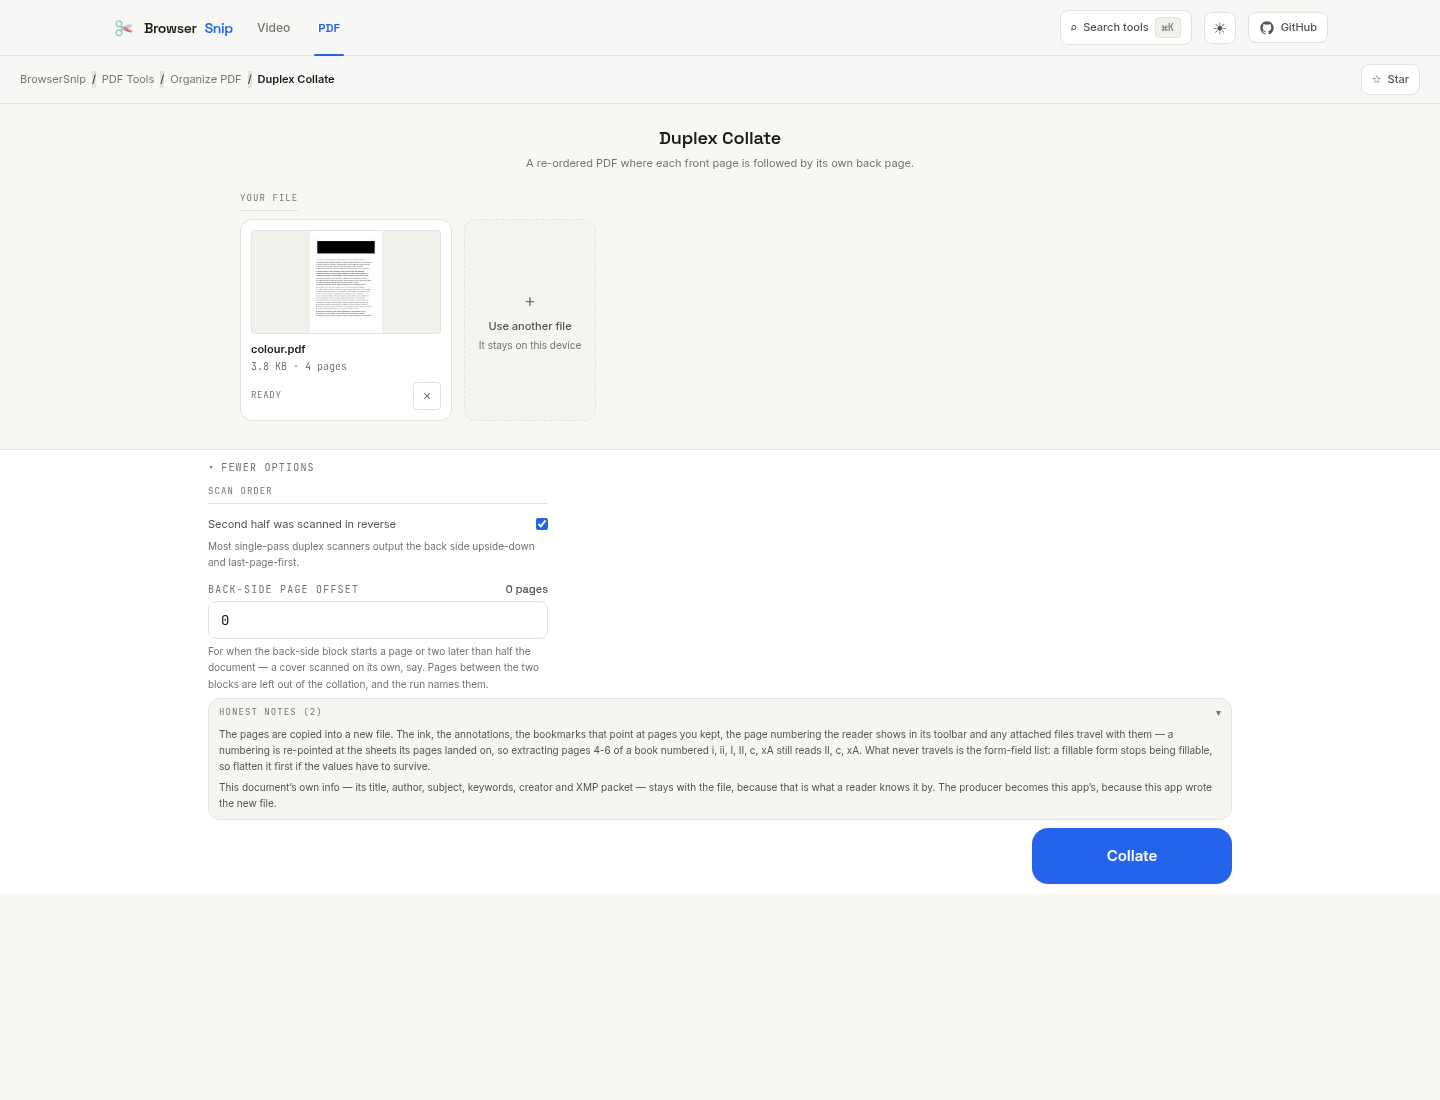 Browser Snip
Video
PDF
Search tools
⌘K
GitHub
BrowserSnip / PDF Tools / Organize PDF / Duplex Collate
☆ Star
Duplex Collate
A re-ordered PDF where each front page is followed by its own back page.
YOUR FILE
colour.pdf
3.8 KB · 4 pages
READY
×
+
Use another file
It stays on this device
▾ FEWER OPTIONS
SCAN ORDER
Second half was scanned in reverse
Most single-pass duplex scanners output the back side upside-down
and last-page-first.
BACK-SIDE PAGE OFFSET
0 pages
0
For when the back-side block starts a page or two later than half the
document — a cover scanned on its own, say. Pages between the two
blocks are left out of the collation, and the run names them.
HONEST NOTES (2)
▾
The pages are copied into a new file. The ink, the annotations, the bookmarks that point at pages you kept, the page numbering the reader shows in its toolbar and any attached files travel with them — a
numbering is re-pointed at the sheets its pages landed on, so extracting pages 4-6 of a book numbered i, ii, I, II, c, xA still reads II, c, xA. What never travels is the form-field list: a fillable form stops being fillable,
so flatten it first if the values have to survive.
This document's own info — its title, author, subject, keywords, creator and XMP packet — stays with the file, because that is what a reader knows it by. The producer becomes this app's, because this app wrote
the new file.
Collate